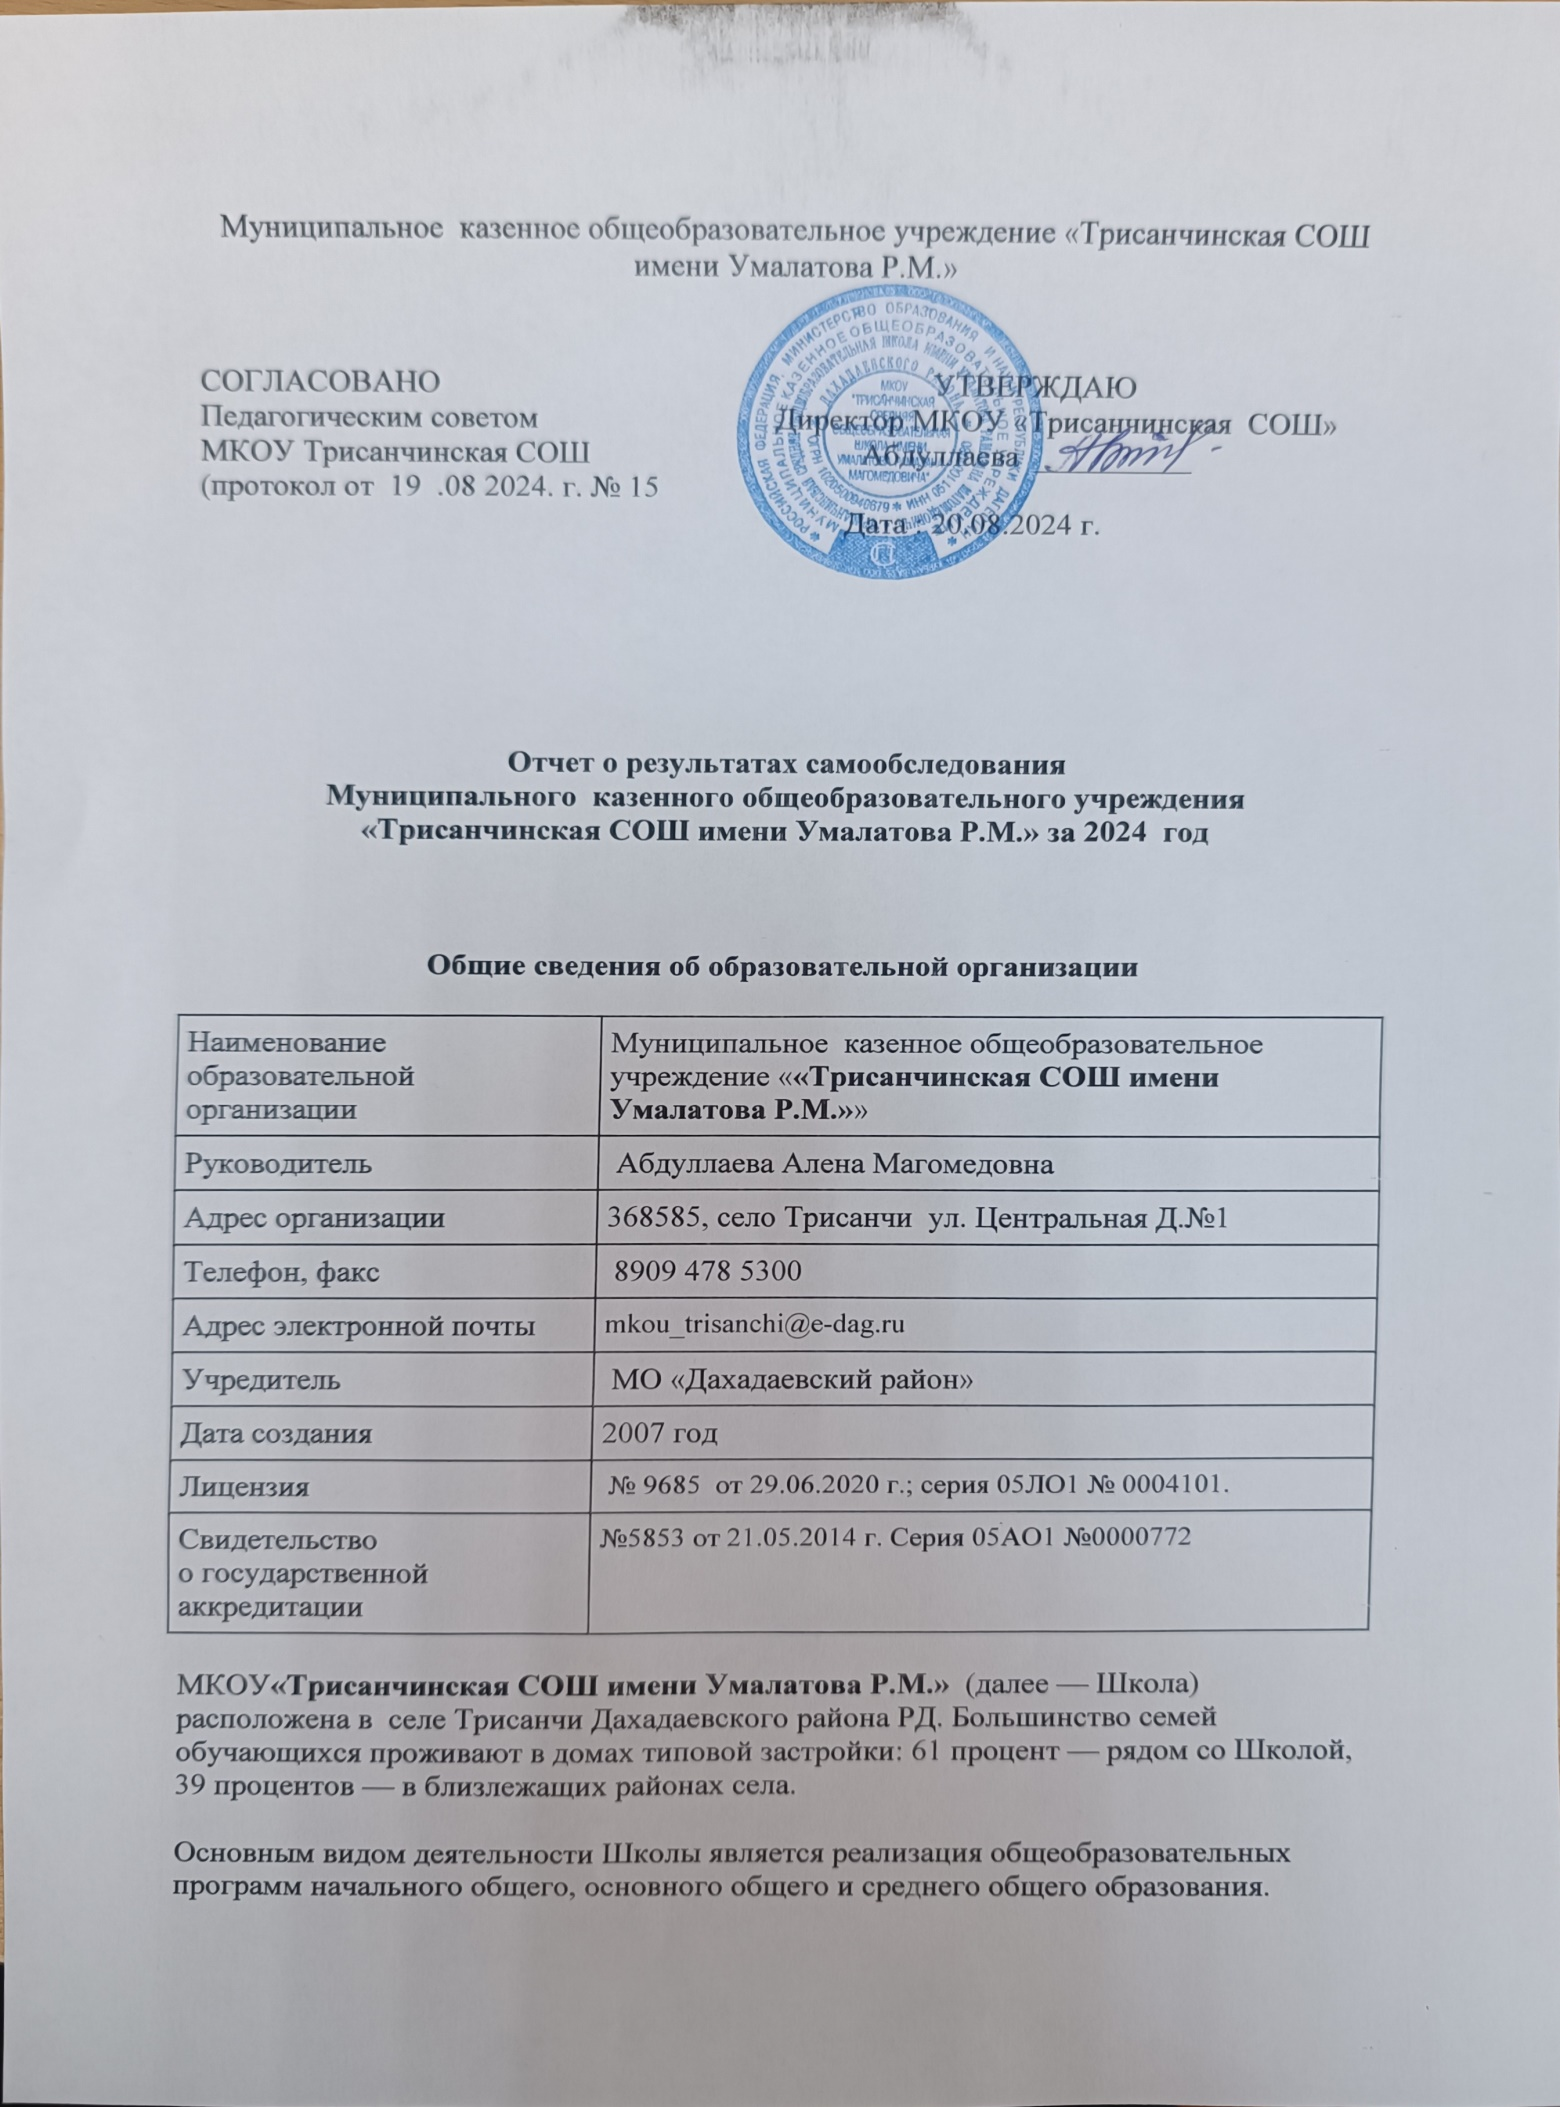 Муниципальное казенное общеобразовательное учреждение «Трисанчинская СОШ
имени Умалатова Р.М.»
СОГЛАСОВАНО
Педагогическим советом
МКОУ Трисанчинская СОШ
(протокол от 19 .08 2024. г. № 15
УТВЕРЖДАЮ
Директор МКОУ «Трисанчинская СОШ»
Абдуллаева
Дата : 20.08.2024 г.
МКОУ
"ТРИСАНЧИНСКАЯ
СРЕДНЯЯ
ОБЩЕОБРАЗОВАТЕЛЬНАЯ
ШКОЛА ИМЕНИ
МАГОМЕДОВИЧА"
Отчет о результатах самообследования
Муниципального казенного общеобразовательного учреждения
«Трисанчинская СОШ имени Умалатова Р.М.» за 2024 год
Общие сведения об образовательной организации
Наименование
образовательной
организации
Муниципальное казенное общеобразовательное
учреждение ««Трисанчинская СОШ имени
Умалатова Р.М.»»
Руководитель
Абдуллаева Алена Магомедовна
Адрес организации
368585, село Трисанчи ул. Центральная Д.№1
Телефон, факс
8909 478 5300
Адрес электронной почты
mkou_trisanchi@e-dag.ru
Учредитель
МО «Дахадаевский район»
Дата создания
2007 год
Лицензия
№ 9685 от 29.06.2020 г.; серия 05ЛО1 № 0004101.
Свидетельство
о государственной
аккредитации
№5853 от 21.05.2014 г. Серия 05АО1 №0000772
МКОУ«Трисанчинская СОШ имени Умалатова Р.М.» (далее — Школа)
расположена в селе Трисанчи Дахадаевского района РД. Большинство семей
обучающихся проживают в домах типовой застройки: 61 процент — рядом со Школой,
39 процентов — в близлежащих районах села.
Основным видом деятельности Школы является реализация общеобразовательных
программ начального общего, основного общего и среднего общего образования.